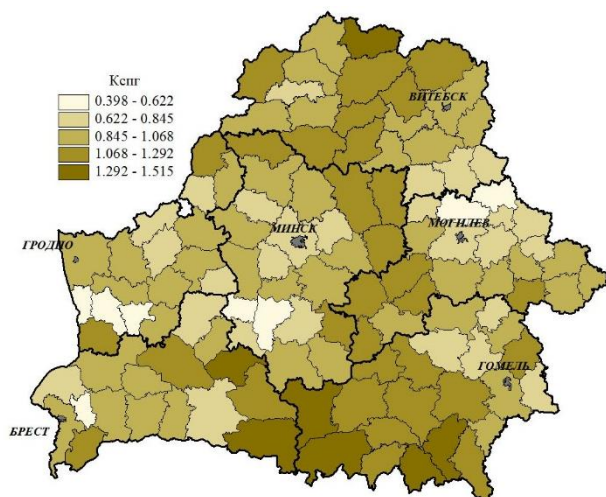 Kспг
0.398 - 0.622
0.622 - 0.845
0.845 - 1.068
1.068 - 1.292
1.292 - 1.515
ВИТЕБСК
МИНСК
МОГИЛЕВ
ГРОДНО
ГОМЕЛЬ
БРЕСТ